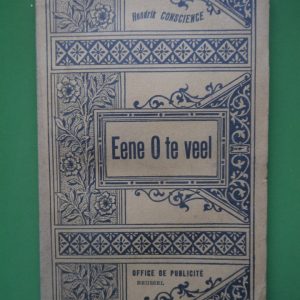 Hendrik CONSCIENCE
Eene O te veel
OFFICE DE PUBLICITÉ
BRUSSEL